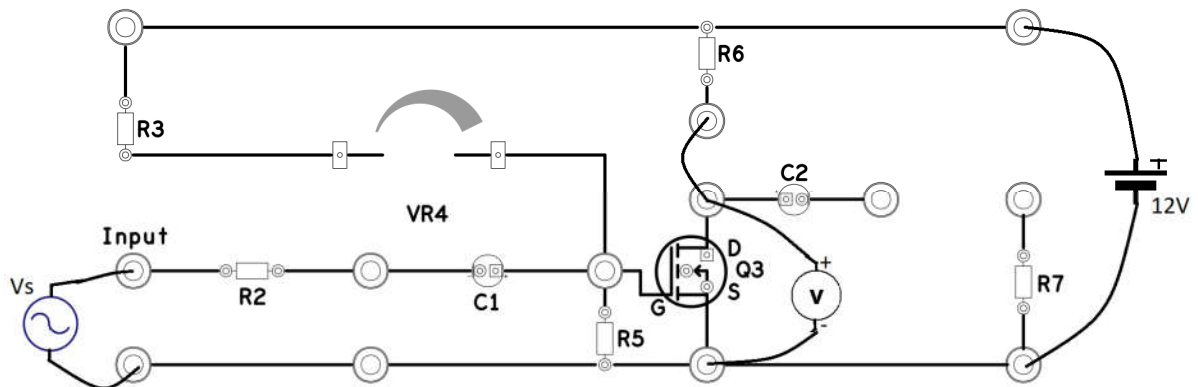 R6
R3
C2
+
12V
VR4
Input
D
Q3
Vs
R2
C1
G
S
+
V
-
R7
R5